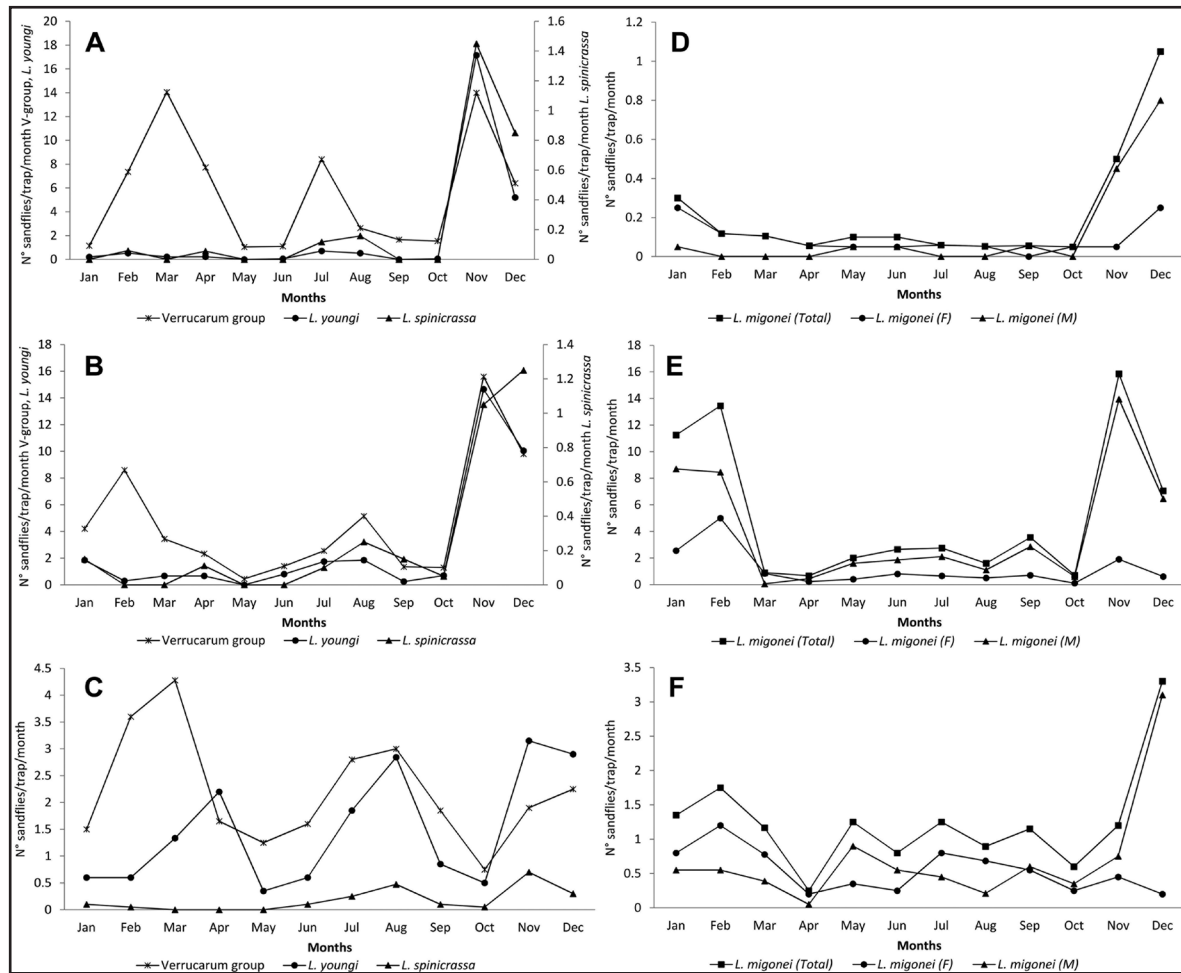 A
N° sandflies/trap/month V-group, L. youngi
20
18
16
14
12
10
8
6
4
2
0
1.6
1.4
1.2
1
0.8
0.6
0.4
0.2
0
N° sandflies/trap/month L. spinicrassa
Jan Feb Mar Apr May Jun Jul Aug Sep Oct Nov Dec
Months
Verrucarum group L. youngi L. spinicrassa
D
N° sandflies/trap/month
1
0.8
0.6
0.4
0.2
0
Jan Feb Mar Apr May Jun Jul Aug Sep Oct Nov Dec
Months
L. migonei (Total) L. migonei (F) L. migonei (M)
B
N° sandflies/trap/month V-group, L. youngi
18
16
14
12
10
8
6
4
2
0
1.4
1.2
1
0.8
0.6
0.4
0.2
0
N° sandflies/trap/month L. spinicrassa
Jan Feb Mar Apr May Jun Jul Aug Sep Oct Nov Dec
Months
Verrucarum group L. youngi L. spinicrassa
E
N° sandflies/trap/month
18
16
14
12
10
8
6
4
2
0
Jan Feb Mar Apr May Jun Jul Aug Sep Oct Nov Dec
Months
L. migonei (Total) L. migonei (F) L. migonei (M)
C
N° sandflies/trap/month
4.5
4
3.5
3
2.5
2
1.5
1
0.5
0
Jan Feb Mar Apr May Jun Jul Aug Sep Oct Nov Dec
Months
Verrucarum group L. youngi L. spinicrassa
F
N° sandflies/trap/month
3.5
3
2.5
2
1.5
1
0.5
0
Jan Feb Mar Apr May Jun Jul Aug Sep Oct Nov Dec
Months
L. migonei (Total) L. migonei (F) L. migonei (M)